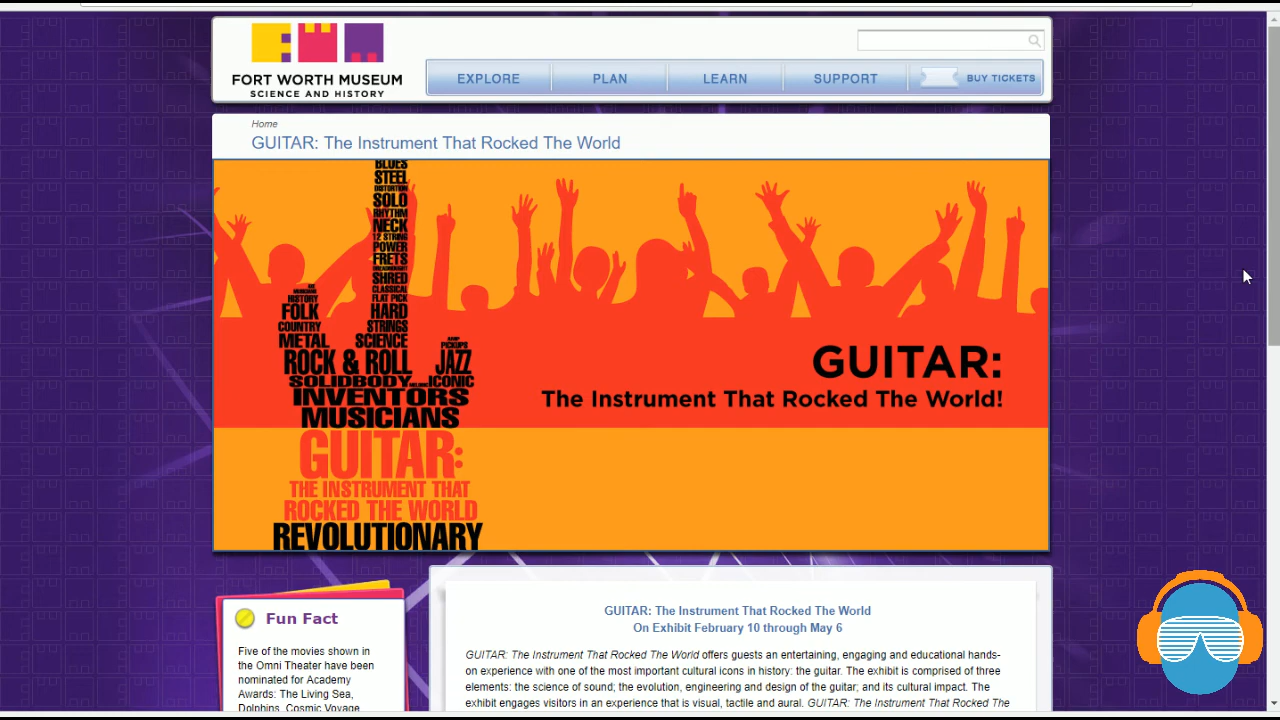 FORT WORTH MUSEUM
SCIENCE AND HISTORY
EXPLORE
PLAN
LEARN
SUPPORT
BUY TICKETS
Home
GUITAR: The Instrument That Rocked The World
BLUES
STEEL
DISTORTION
SOLO
RHYTHM
NECK
12 STRING
POWER
FRETS
SHRED
CLASSICAL
HISTORY FLAT PICK
FOLK HARD
COUNTRY STRINGS
METAL SCIENCE PICKUPS
ROCK & ROLL JAZZ
SOLIDBODY ICONIC
INVENTORS
MUSICIANS
GUITAR:
THE INSTRUMENT THAT
ROCKED THE WORLD
REVOLUTIONARY
GUITAR:
The Instrument That Rocked The World!
Fun Fact
Five of the movies shown in
the Omni Theater have been
nominated for Academy
Awards: The Living Sea,
Dolphins, Cosmic Voyage,
GUITAR: The Instrument That Rocked The World
On Exhibit February 10 through May 6
GUITAR: The Instrument That Rocked The World offers guests an entertaining, engaging and educational hands-
on experience with one of the most important cultural icons in history: the guitar. The exhibit is comprised of three
elements: the science of sound; the evolution, engineering and design of the guitar; and its cultural impact. The
exhibit engages visitors in an experience that is visual, tactile and aural. GUITAR: The Instrument That Rocked The